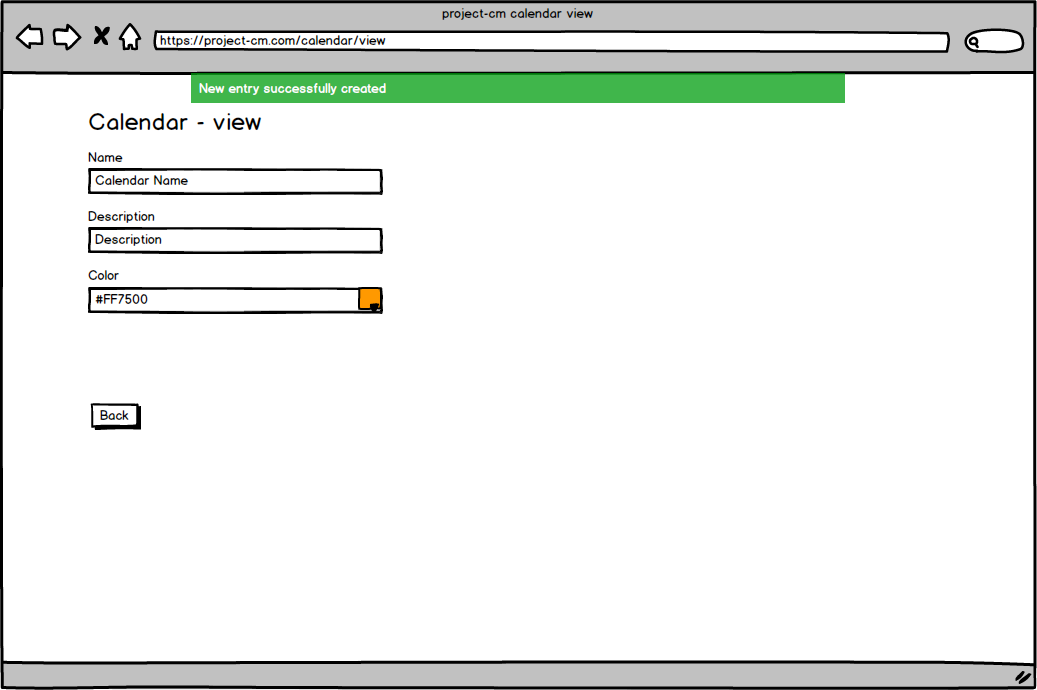 project-cm calendar view
https://project-cm.com/calendar/view
New entry successfully created
Calendar - view
Name
Calendar Name
Description
Description
Color
#FF7500
Back